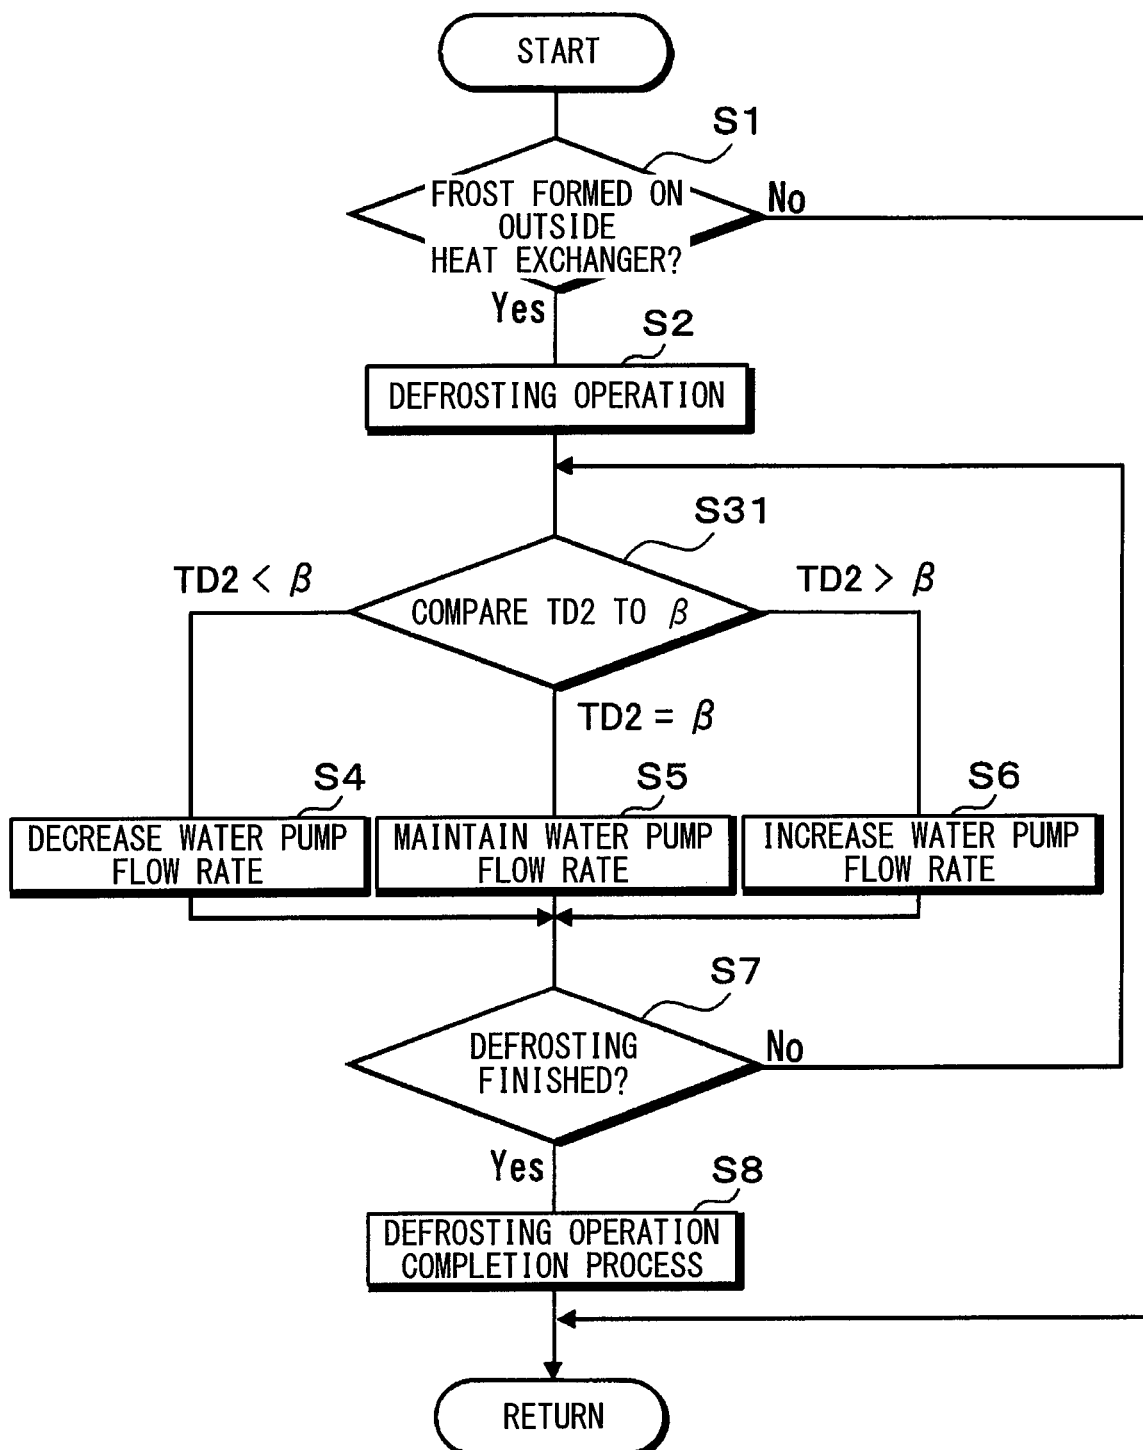 START
S1
FROST FORMED ON
OUTSIDE
HEAT EXCHANGER?
No
Yes
S2
DEFROSTING OPERATION
S31
TD2 < β
TD2 > β
COMPARE TD2 TO β
TD2 = β
S4
S5
S6
DECREASE WATER PUMP
FLOW RATE
MAINTAIN WATER PUMP
FLOW RATE
INCREASE WATER PUMP
FLOW RATE
S7
DEFROSTING
FINISHED?
No
Yes
S8
DEFROSTING OPERATION
COMPLETION PROCESS
RETURN